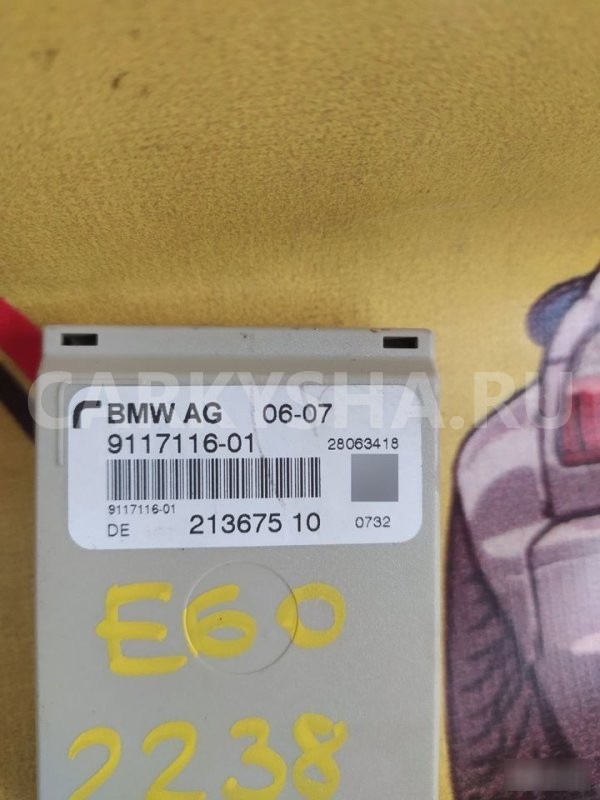 CARKYSHA.RU
BMW AG 06-07
9117116-01 28063418
9117116-01
DE 213675 10 0732
E60
2238